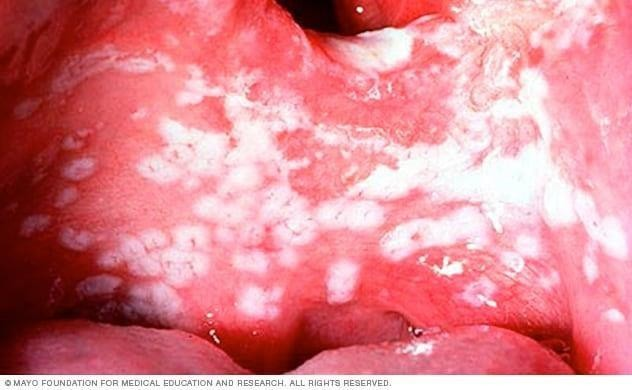 © MAYO FOUNDATION FOR MEDICAL EDUCATION AND RESEARCH. ALL RIGHTS RESERVED.